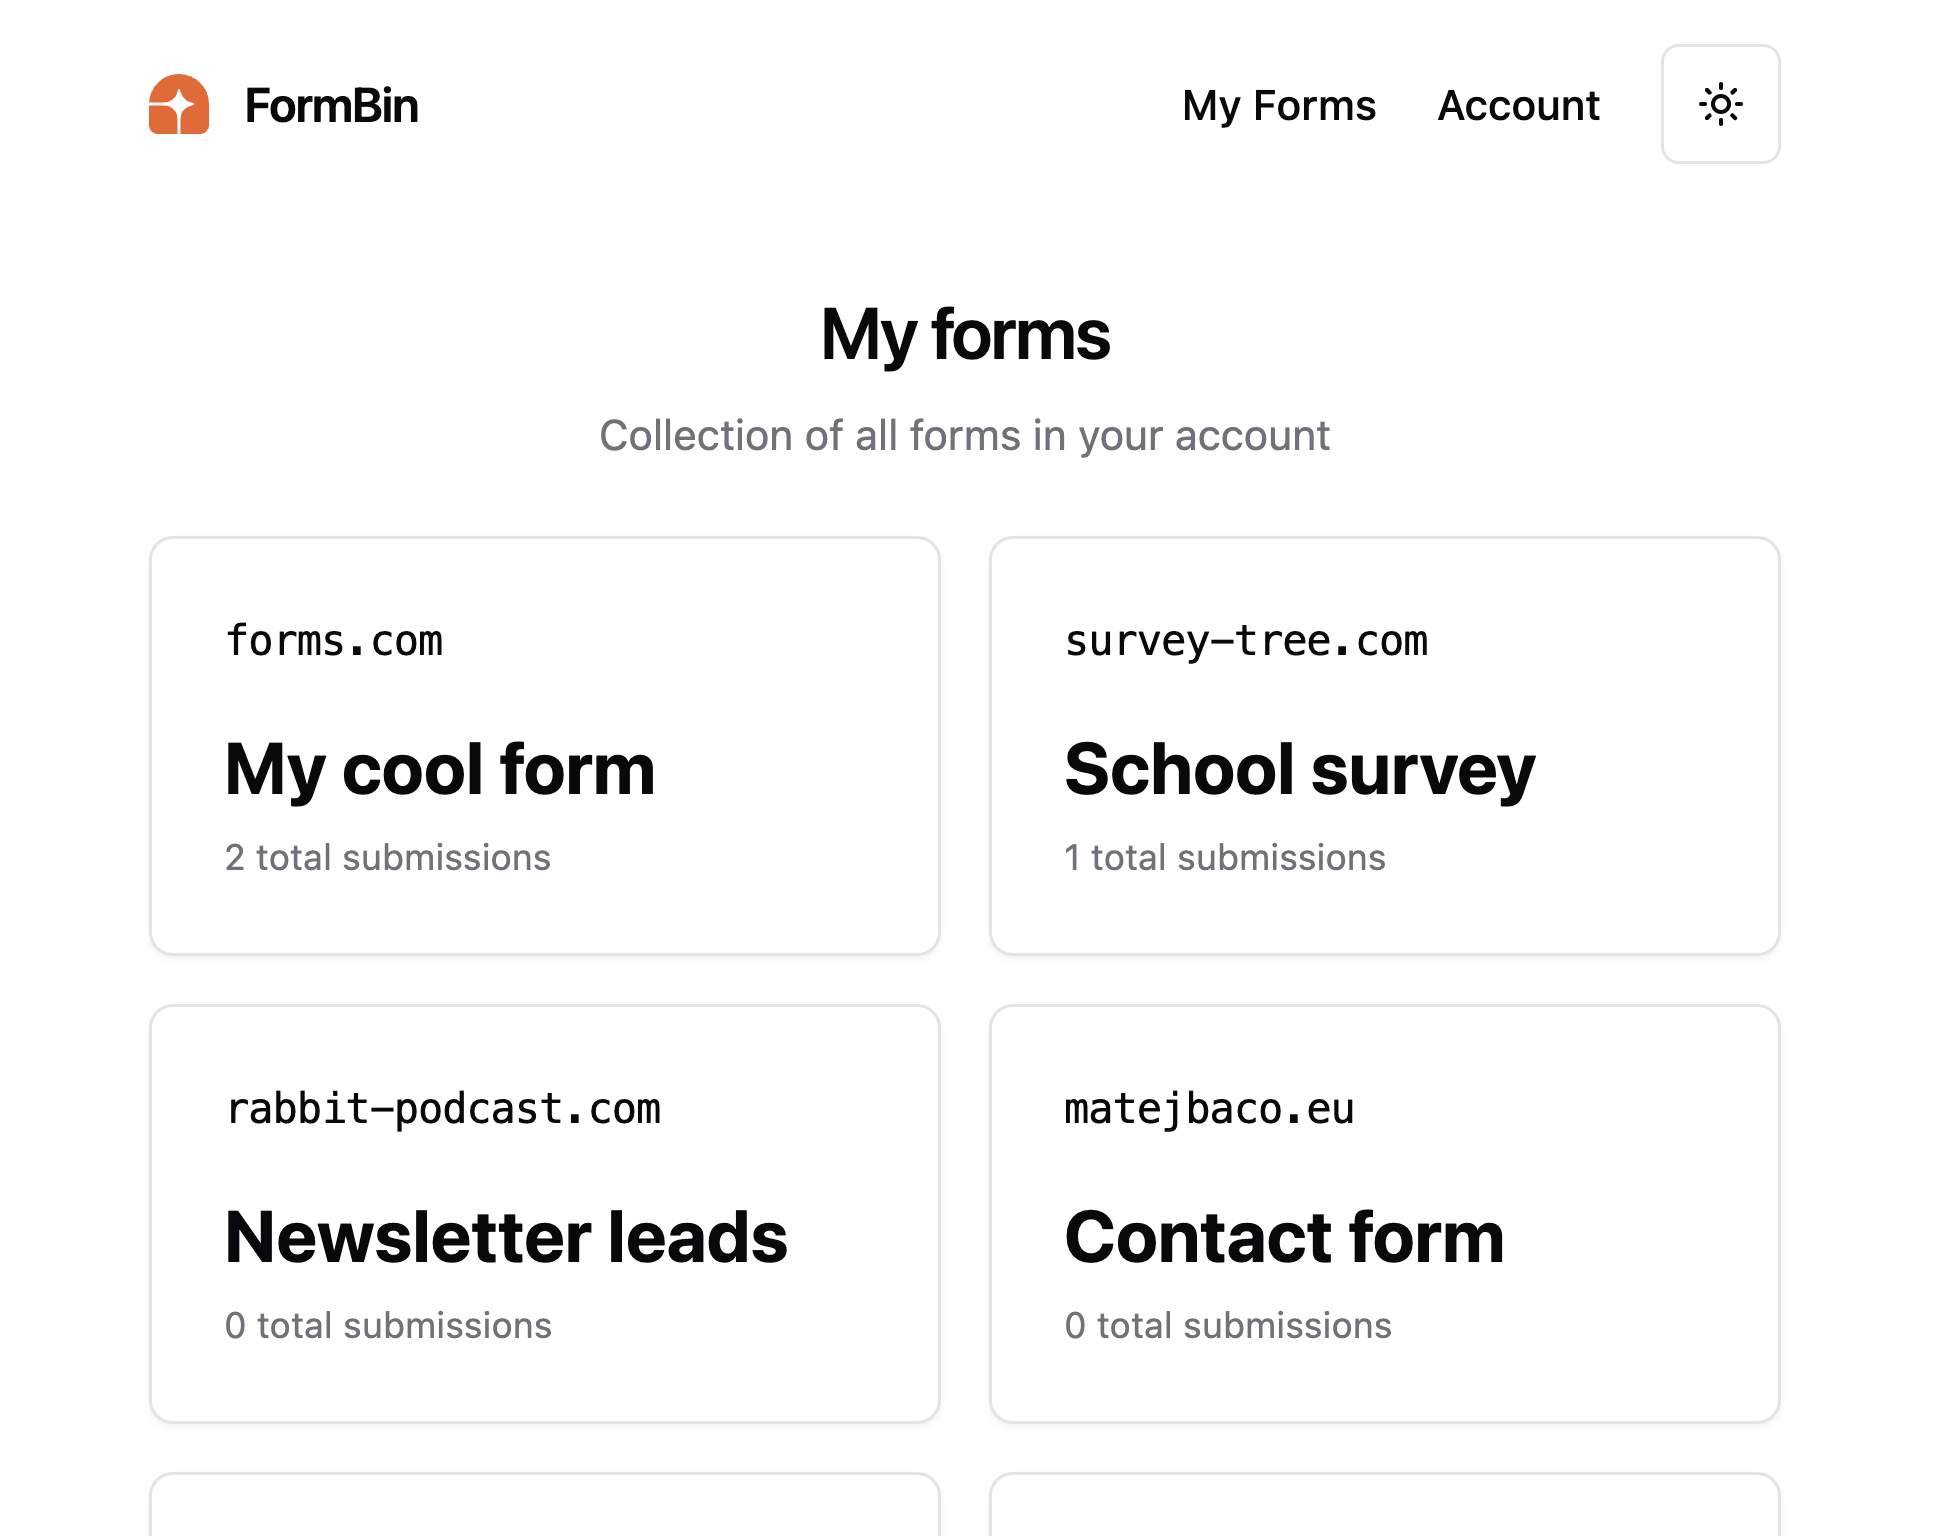 FormBin
My Forms
Account
My forms
Collection of all forms in your account
forms.com
My cool form
2 total submissions
survey-tree.com
School survey
1 total submissions
rabbit-podcast.com
Newsletter leads
0 total submissions
matejbaco.eu
Contact form
0 total submissions